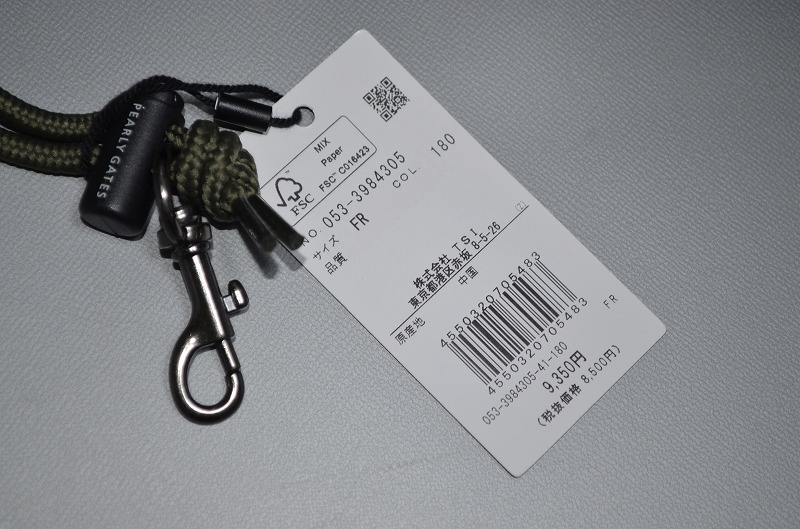 PEARLY GATES
MIX
Paper
FSC™ C016423
FSC
NO. 053-3984305 COL. 180
サイズ FR
品質
株式会社 TSI
東京都港区赤坂 8-5-26
(Z)
原産地 中国
4550320705483
4550320705483
053-3984305-41-180 FR
9,350円
(税抜価格 8,500円)